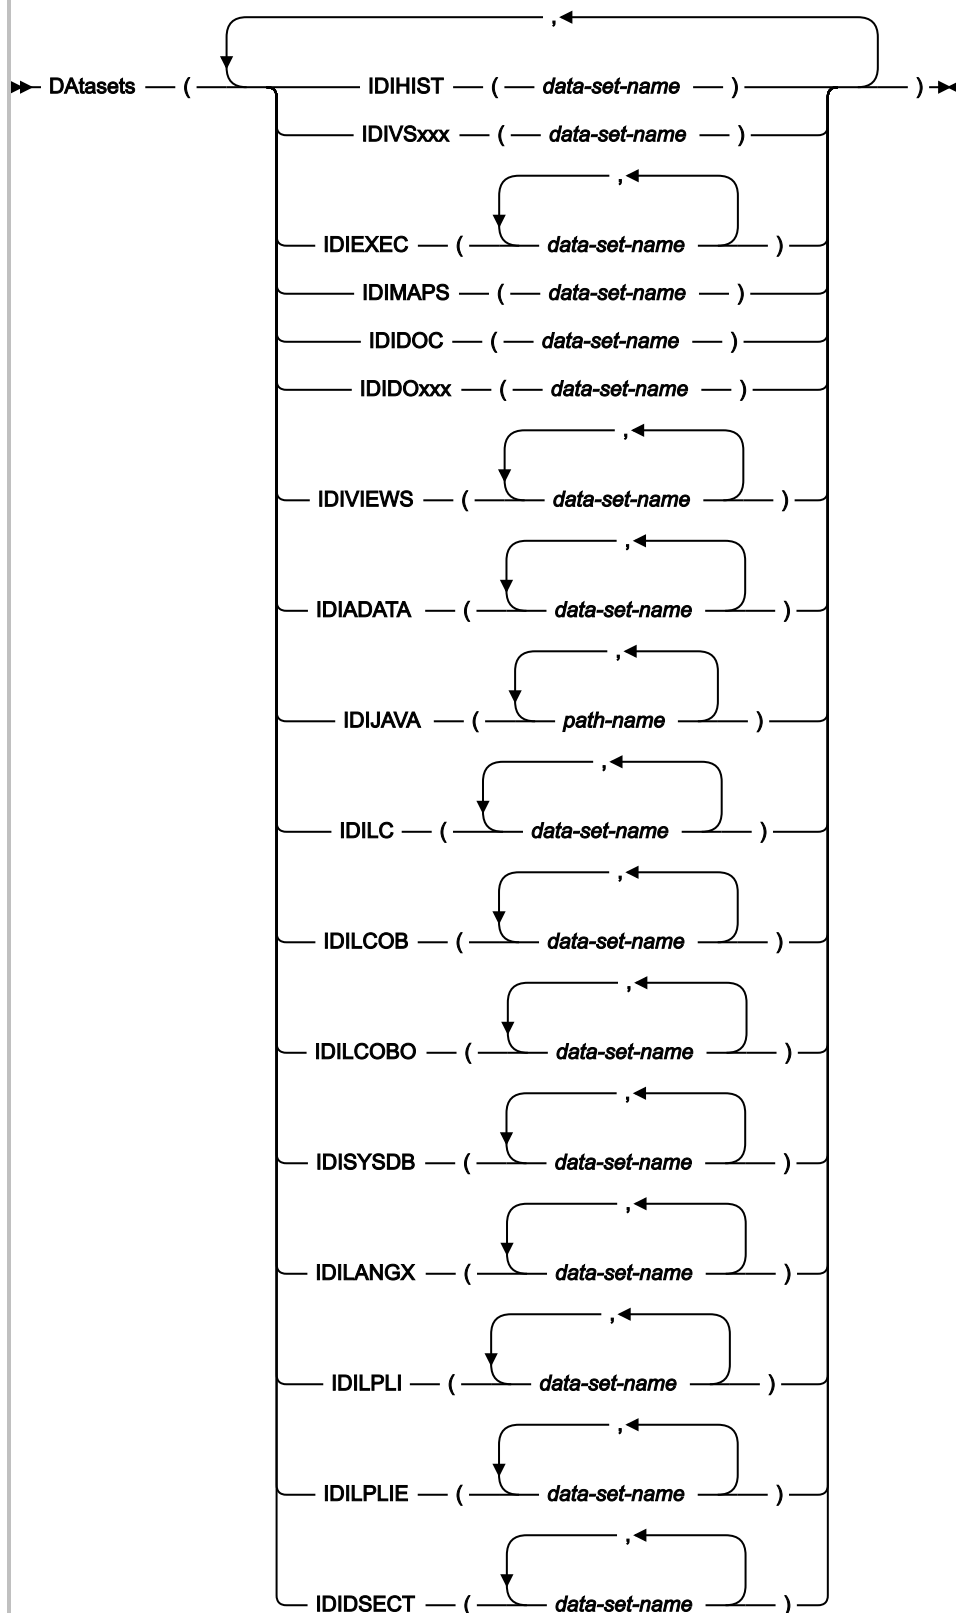 ,
DAtasets ( IDIHIST ( data-set-name ) )
IDIVSxxx ( data-set-name )
,
IDIEXEC ( data-set-name )
IDIMAPS ( data-set-name )
IDIDOC ( data-set-name )
IDIDOxxx ( data-set-name )
,
IDIVIEWS ( data-set-name )
,
IDIADATA ( data-set-name )
,
IDIJAVA ( path-name )
,
IDILC ( data-set-name )
,
IDILCOB ( data-set-name )
,
IDILCOBO ( data-set-name )
,
IDISYSDB ( data-set-name )
,
IDILANGX ( data-set-name )
,
IDILPLI ( data-set-name )
,
IDILPLIE ( data-set-name )
,
IDIDSECT ( data-set-name )